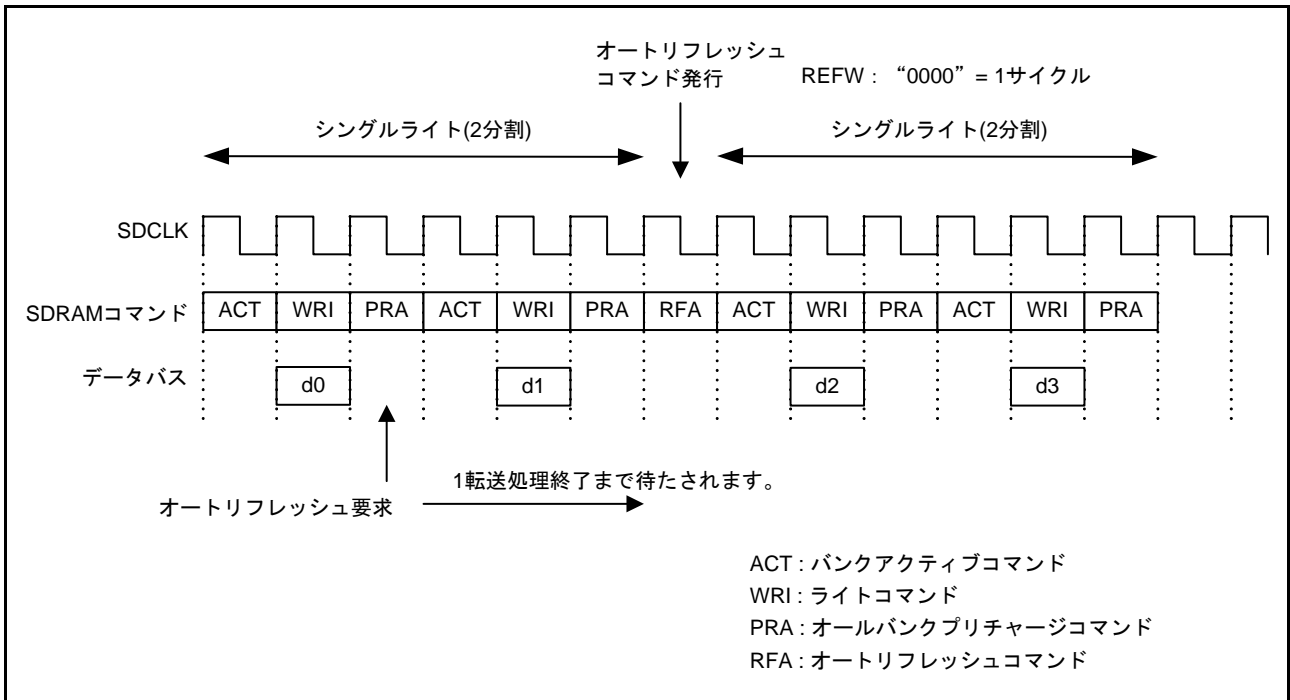 オートリフレッシュ
コマンド発行
REFW : “0000” = 1サイクル
シングルライト(2分割)
シングルライト(2分割)
SDCLK
SDRAMコマンド
ACT WRI PRA ACT WRI PRA RFA ACT WRI PRA ACT WRI PRA
データバス
d0 d1 d2 d3
1転送処理終了まで待たされます。
オートリフレッシュ要求
ACT : バンクアクティブコマンド
WRI : ライトコマンド
PRA : オールバンクプリチャージコマンド
RFA : オートリフレッシュコマンド